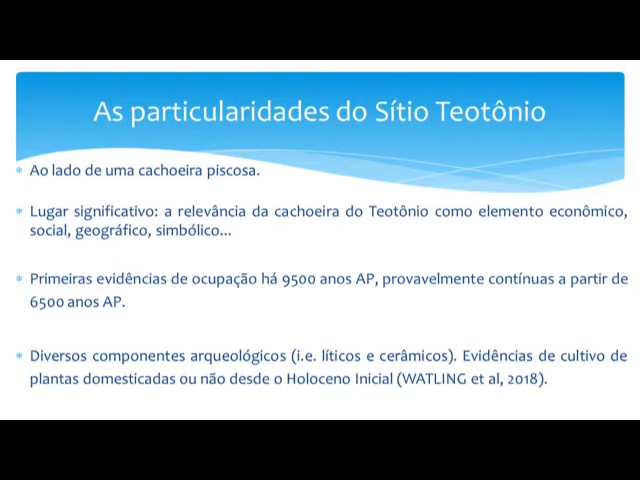 As particularidades do Sítio Teotônio
Ao lado de uma cachoeira piscosa.
Lugar significativo: a relevância da cachoeira do Teotônio como elemento econômico,
social, geográfico, simbólico...
Primeiras evidências de ocupação há 9500 anos AP, provavelmente contínuas a partir de
6500 anos AP.
Diversos componentes arqueológicos (i.e. líticos e cerâmicos). Evidências de cultivo de
plantas domesticadas ou não desde o Holoceno Inicial (WATLING et al, 2018).